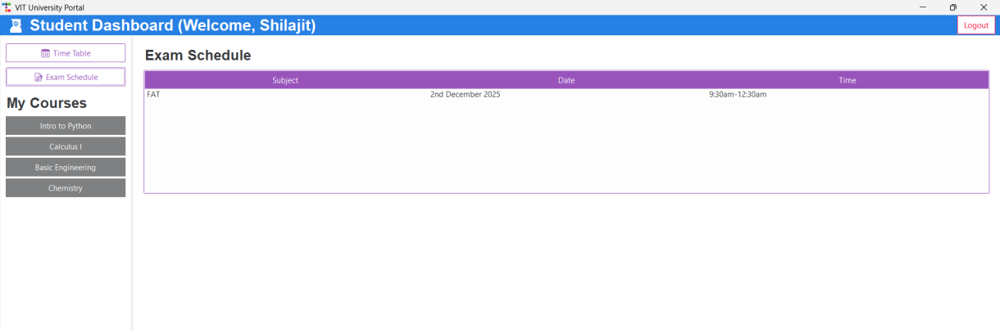 VIT University Portal
Student Dashboard (Welcome, Shilajit)
Logout
Time Table
Exam Schedule
My Courses
Intro to Python
Calculus I
Basic Engineering
Chemistry
Exam Schedule
Subject Date Time
FAT 2nd December 2025 9:30am-12:30am